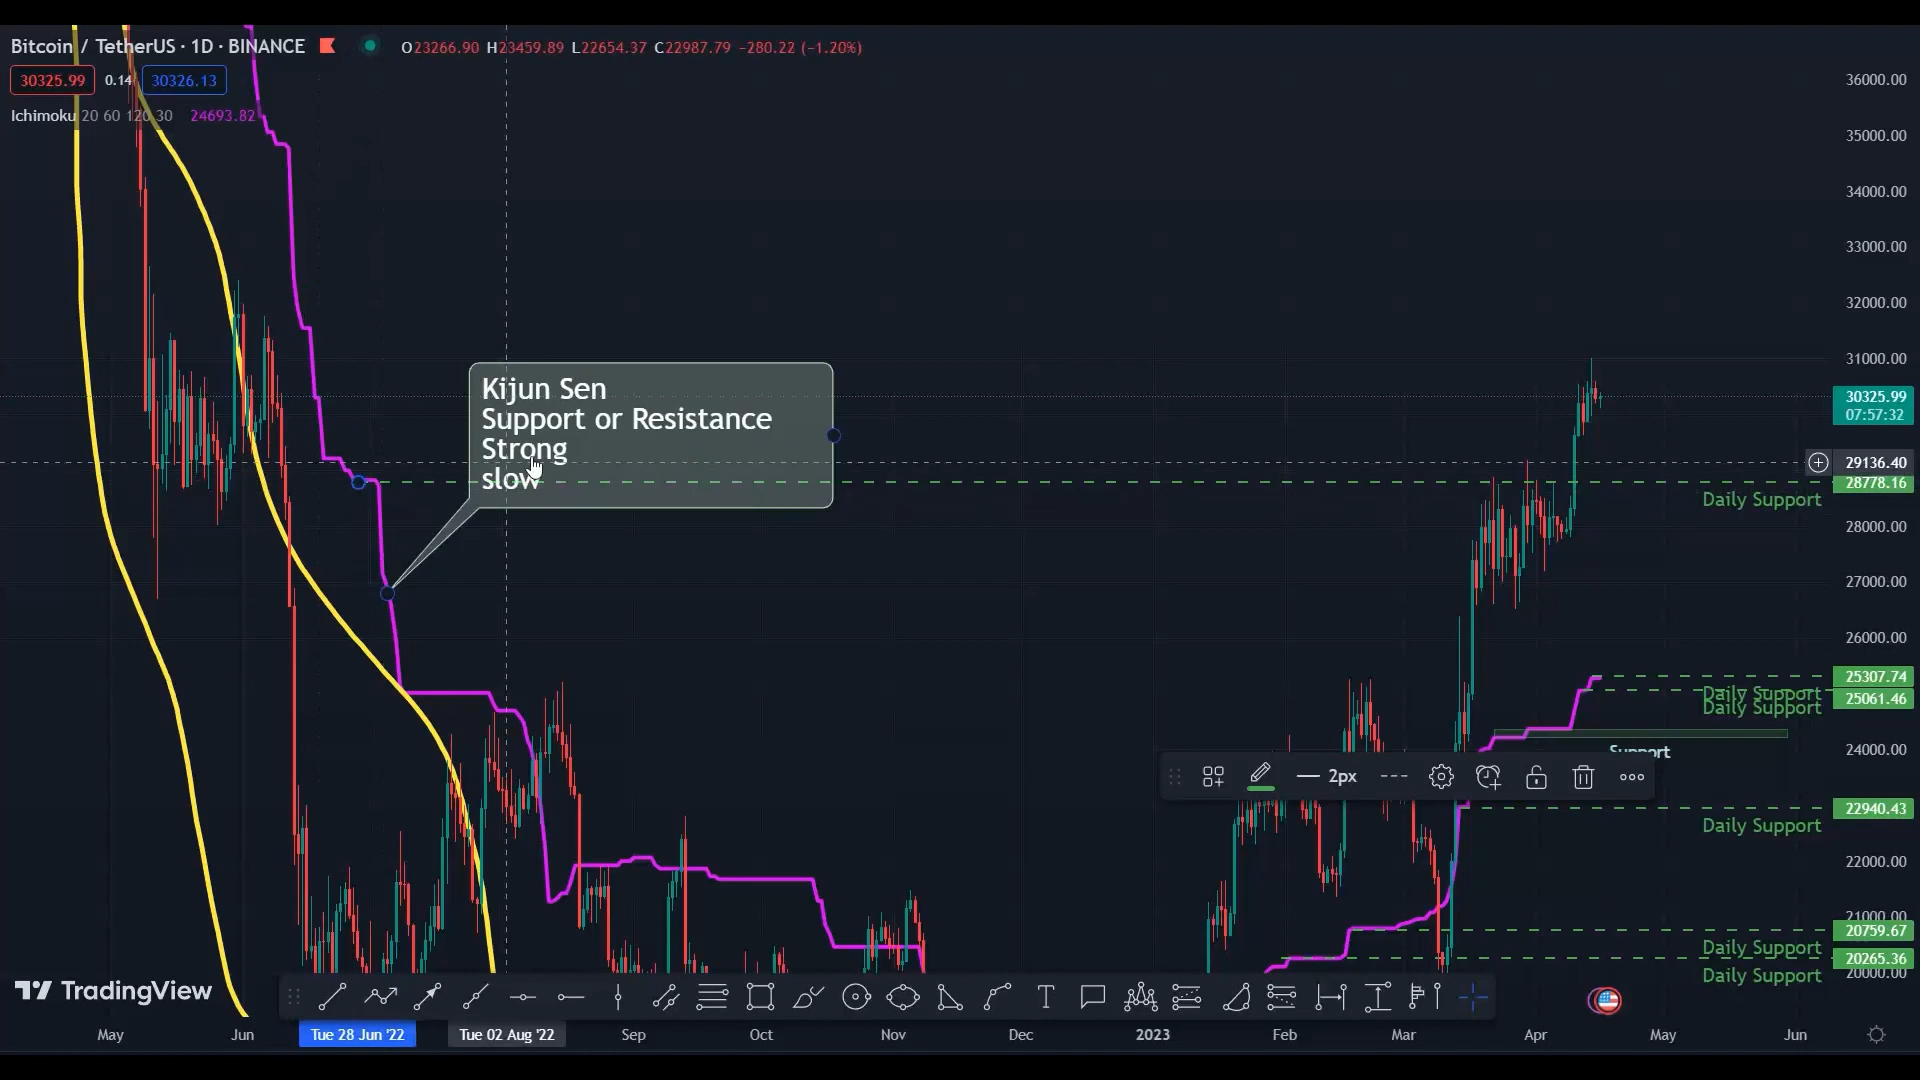 Bitcoin / TetherUS · 1D · BINANCE
O23266.90 H23459.89 L22654.37 C22987.79 −280.22 (−1.20%)
30325.99 0.14 30326.13
Ichimoku 20 60 120 30 24693.82
36000.00
35000.00
34000.00
33000.00
32000.00
31000.00
30325.99
07:57:32
29136.40
28778.16
28000.00
27000.00
26000.00
25307.74
25061.46
24000.00
22940.43
22000.00
21000.00
20759.67
20265.36
20000.00
Kijun Sen
Support or Resistance
Strong
slow
Daily Support
Daily Support
Daily Support
Support
2px
Daily Support
Daily Support
Daily Support
TradingView
May Jun Tue 28 Jun '22 Tue 02 Aug '22 Sep Oct Nov Dec 2023 Feb Mar Apr May Jun